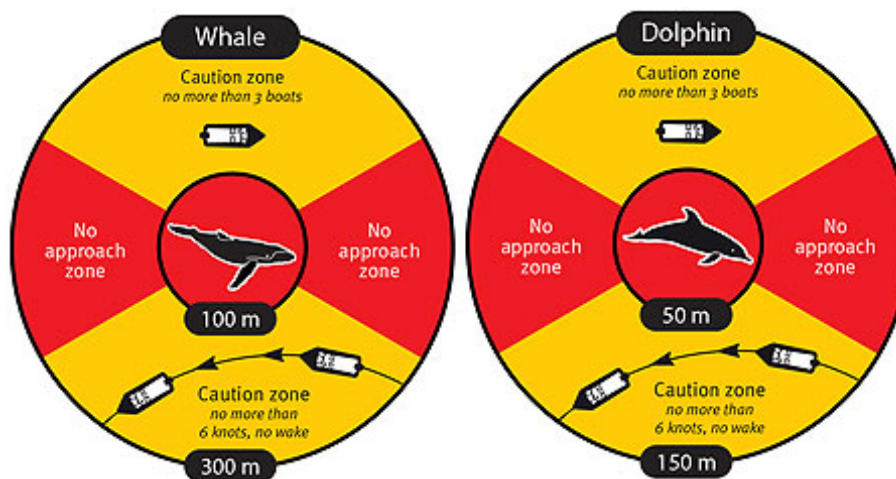 Whale
Caution zone
no more than 3 boats
No
approach
zone
No
approach
zone
100 m
Caution zone
no more than
6 knots, no wake
300 m
Dolphin
Caution zone
no more than 3 boats
No
approach
zone
No
approach
zone
50 m
Caution zone
no more than
6 knots, no wake
150 m